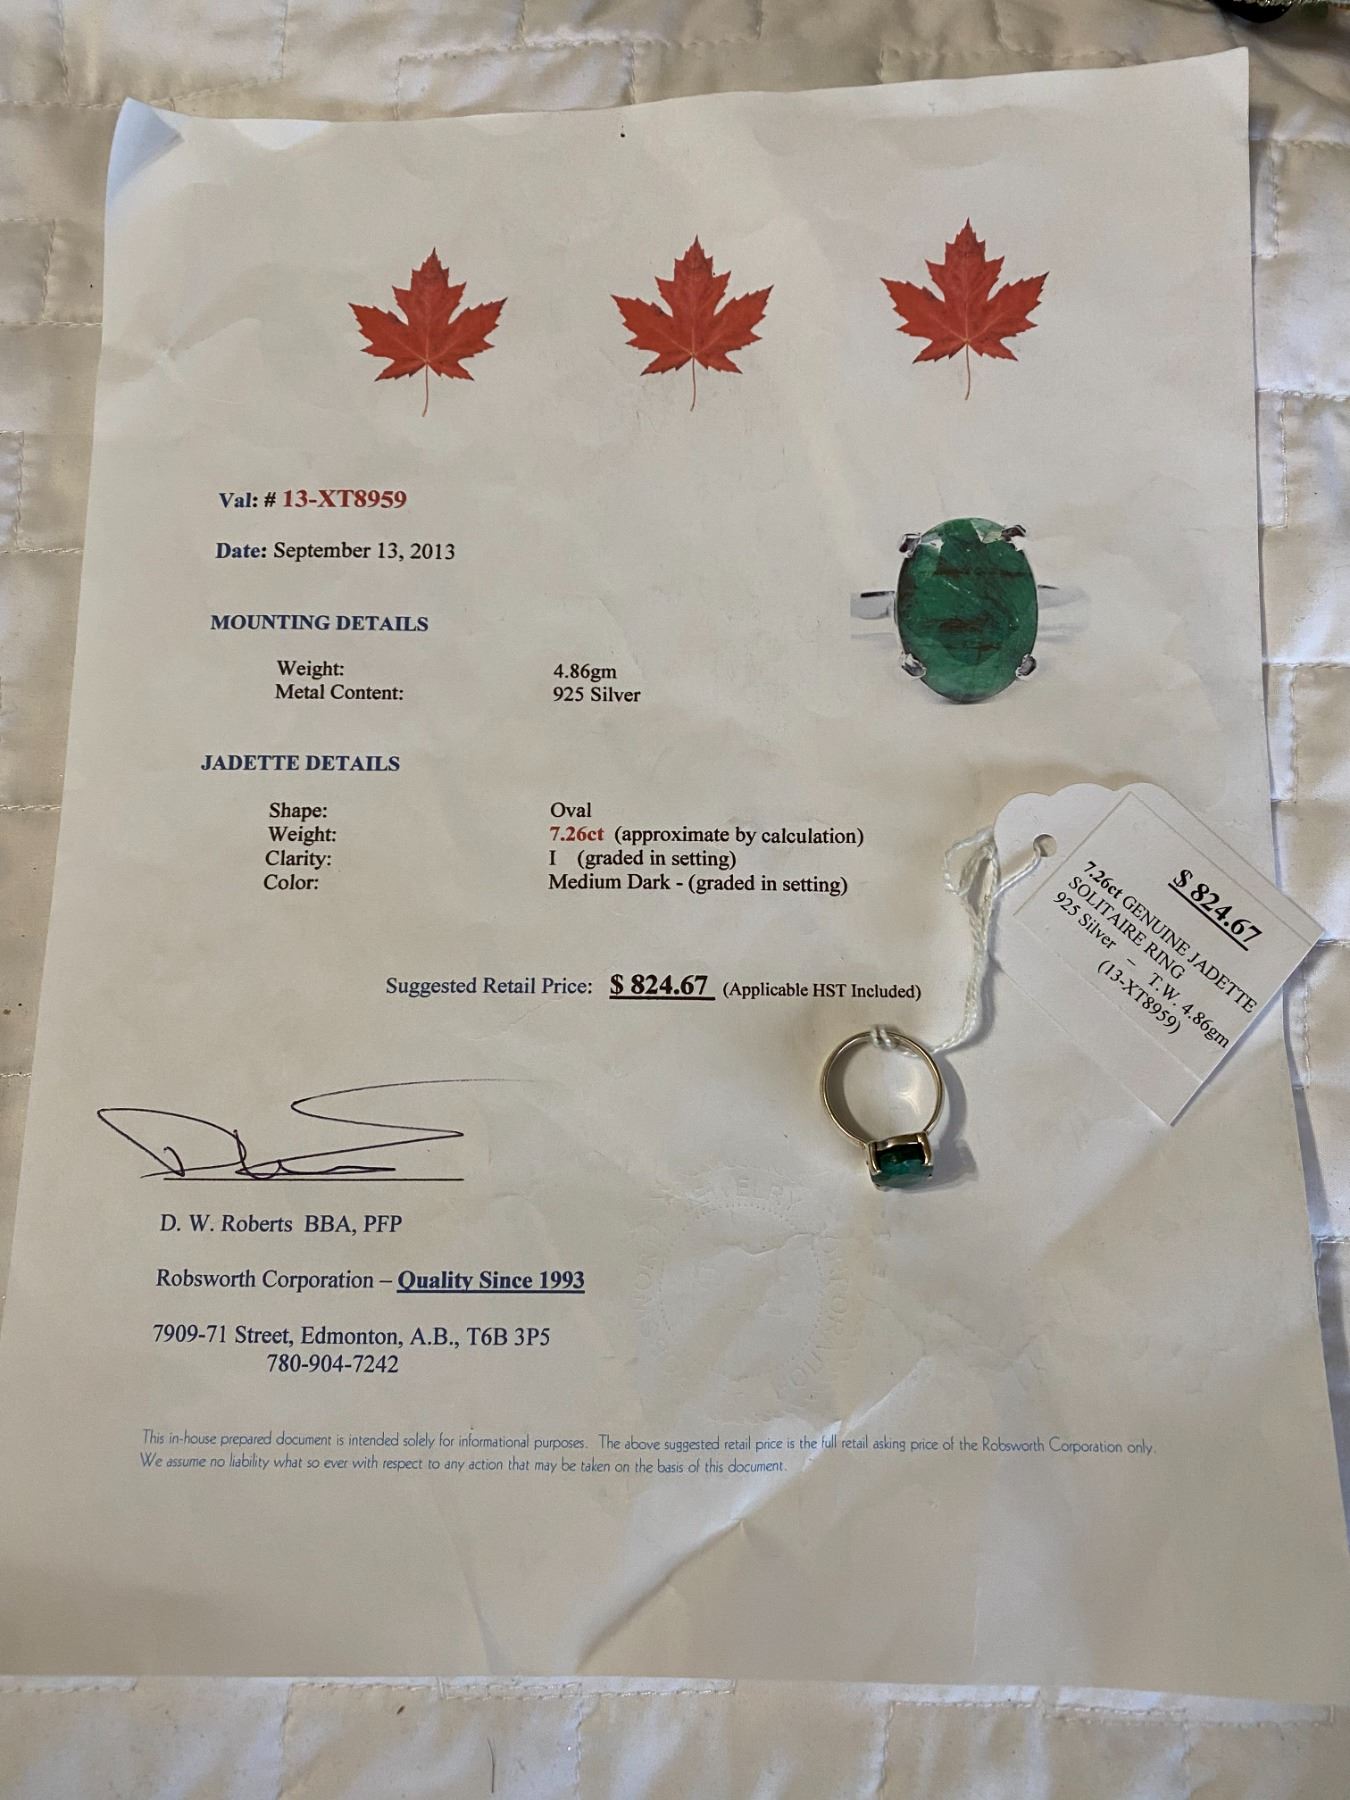 Val: # 13-XT8959
Date: September 13, 2013
MOUNTING DETAILS
Weight: 4.86gm
Metal Content: 925 Silver
JADETTE DETAILS
Shape: Oval
Weight: 7.26ct (approximate by calculation)
Clarity: I (graded in setting)
Color: Medium Dark - (graded in setting)
Suggested Retail Price: $ 824.67 (Applicable HST Included)
$ 824.67
7.26ct GENUINE JADETTE
SOLITAIRE RING
925 Silver – T.W. 4.86gm
(13-XT8959)
D. W. Roberts BBA, PFP
Robsworth Corporation – Quality Since 1993
7909-71 Street, Edmonton, A.B., T6B 3P5
780-904-7242
JEWELRY
This in-house prepared document is intended solely for informational purposes. The above suggested retail price is the full retail asking price of the Robsworth Corporation only.
We assume no liability what so ever with respect to any action that may be taken on the basis of this document.